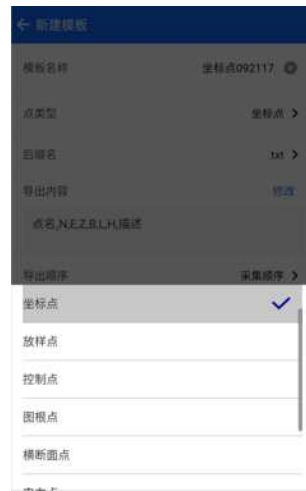 ← 新建模板
模板名称 坐标点092117
点类型 坐标点 >
后缀名 .txt >
导出内容 修改
点名,N,E,Z,B,L,H,描述
导出顺序 采集顺序 >
坐标点
放样点
控制点
图根点
横断面点